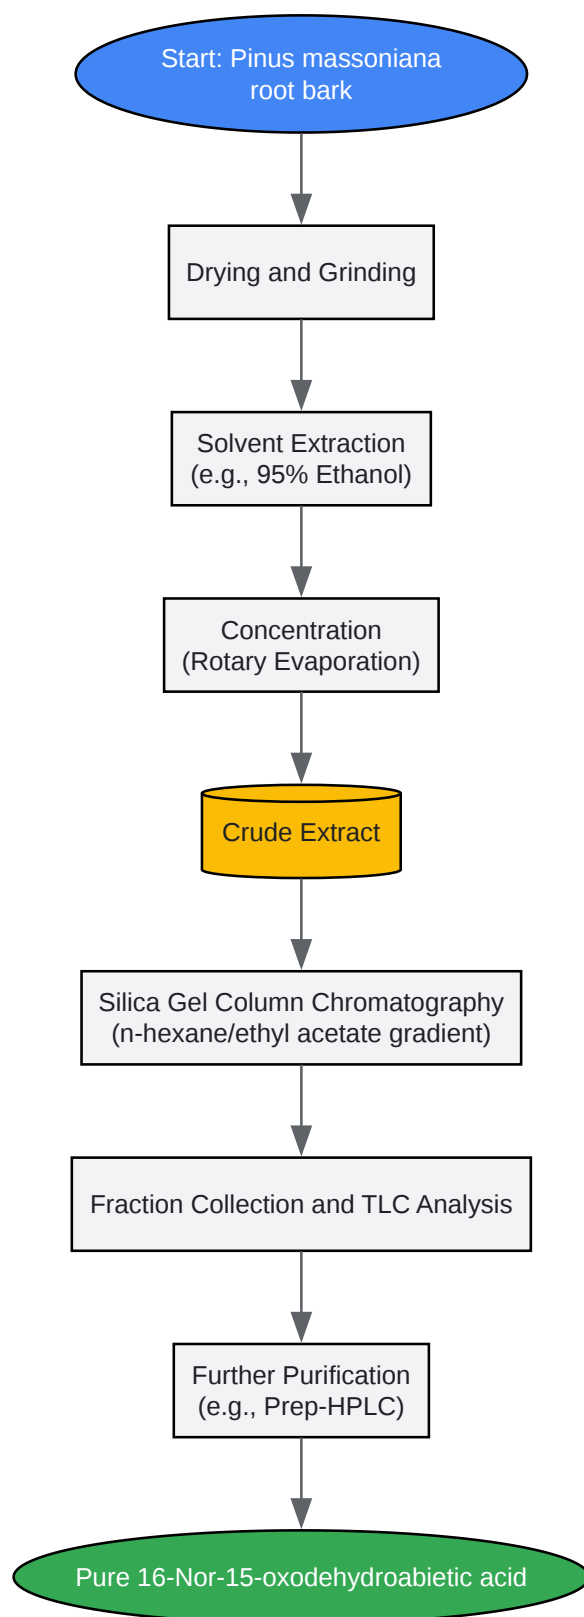 Start: Pinus massoniana
root bark
Drying and Grinding
Solvent Extraction
(e.g., 95% Ethanol)
Concentration
(Rotary Evaporation)
Crude Extract
Silica Gel Column Chromatography
(n-hexane/ethyl acetate gradient)
Fraction Collection and TLC Analysis
Further Purification
(e.g., Prep-HPLC)
Pure 16-Nor-15-oxodehydroabietic acid